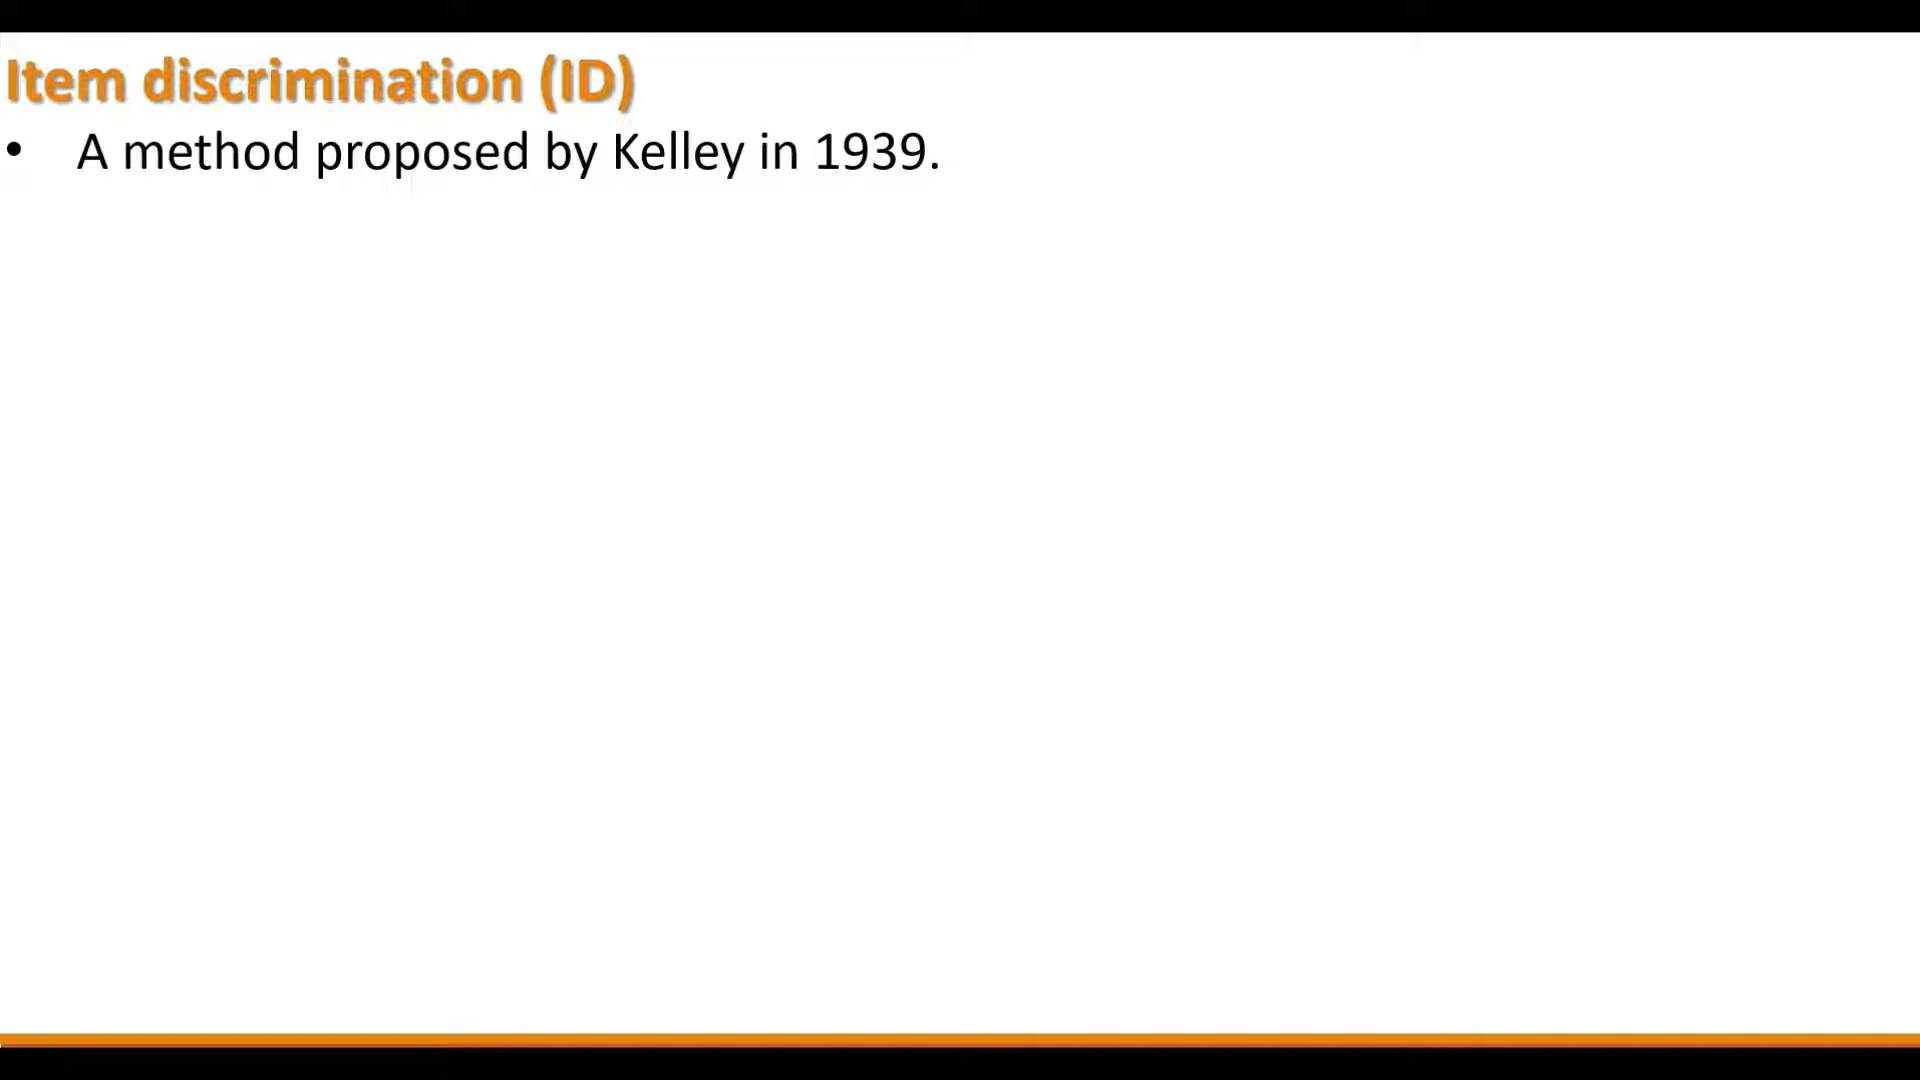 Item discrimination (ID)
• A method proposed by Kelley in 1939.